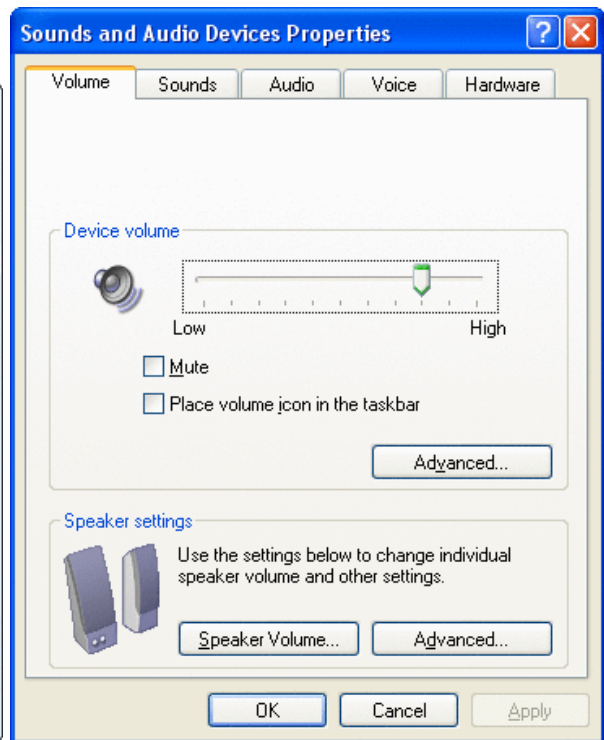 Sounds and Audio Devices Properties
Volume Sounds Audio Voice Hardware
Device volume
Low High
Mute
Place volume icon in the taskbar
Advanced...
Speaker settings
Use the settings below to change individual
speaker volume and other settings.
Speaker Volume... Advanced...
OK Cancel Apply